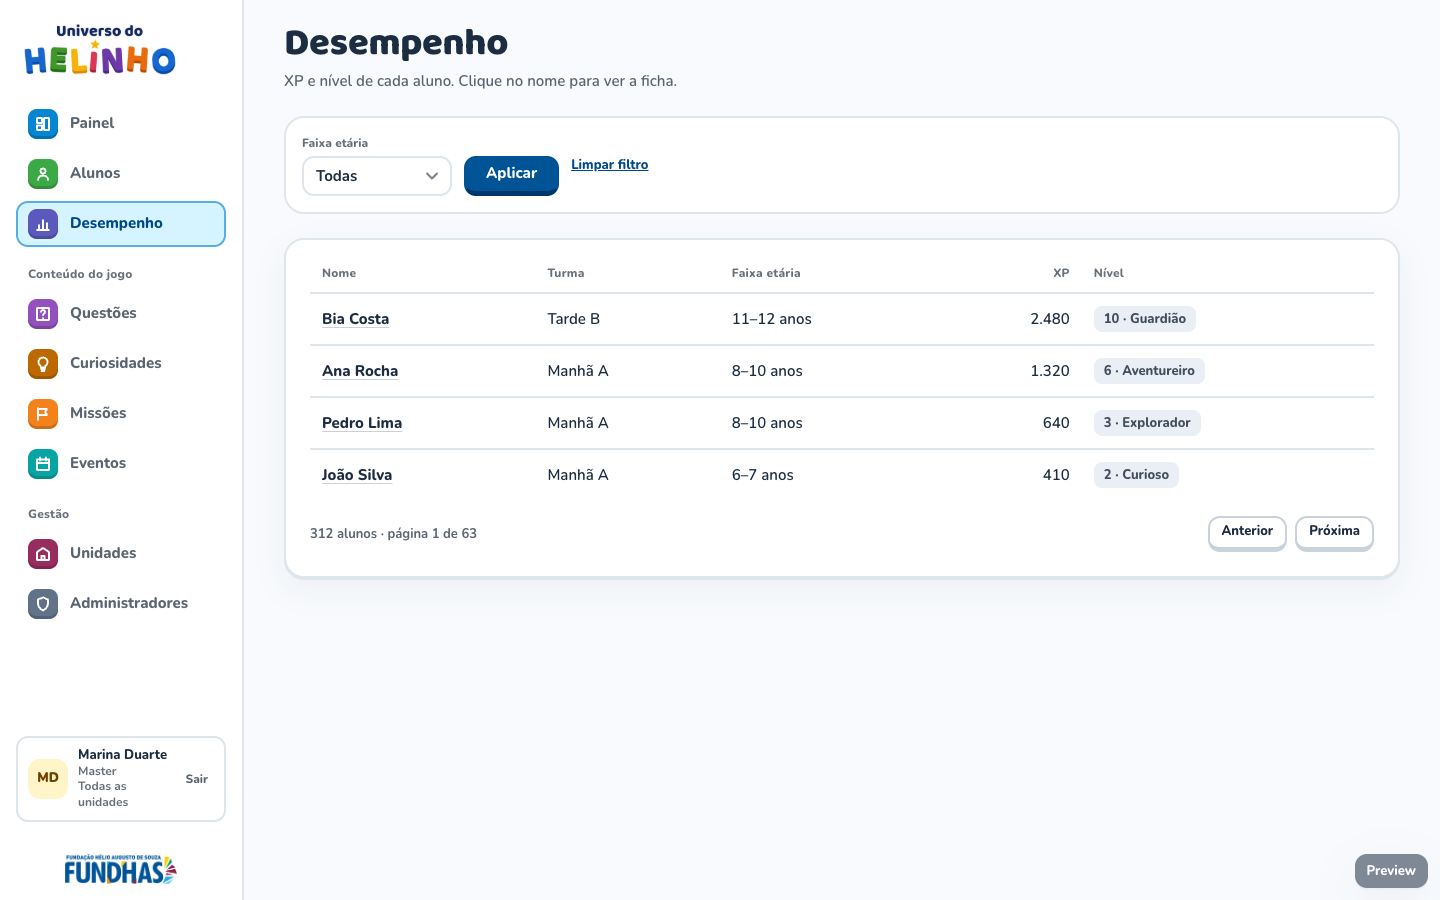 Universo do
HELINHO
Painel
Alunos
Desempenho
Conteúdo do jogo
Questões
Curiosidades
Missões
Eventos
Gestão
Unidades
Administradores
MD
Marina Duarte
Master
Todas as
unidades
Sair
FUNDAÇÃO HÉLIO AUGUSTO DE SOUZA
FUNDHAS
Desempenho
XP e nível de cada aluno. Clique no nome para ver a ficha.
Faixa etária
Todas
Aplicar
Limpar filtro
Nome Turma Faixa etária XP Nível
Bia Costa Tarde B 11–12 anos 2.480 10 · Guardião
Ana Rocha Manhã A 8–10 anos 1.320 6 · Aventureiro
Pedro Lima Manhã A 8–10 anos 640 3 · Explorador
João Silva Manhã A 6–7 anos 410 2 · Curioso
312 alunos · página 1 de 63
Anterior
Próxima
Preview